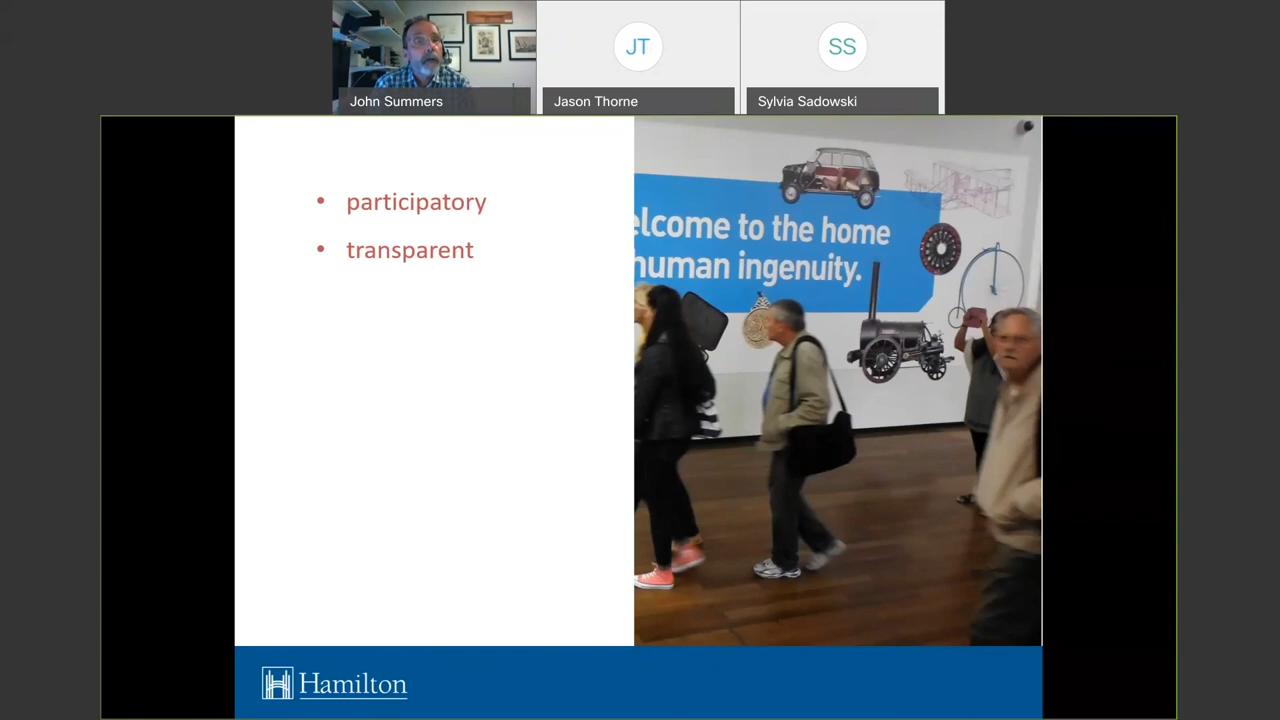 JT
SS
John Summers
Jason Thorne
Sylvia Sadowski
• participatory
• transparent
elcome to the home
human ingenuity.
Hamilton